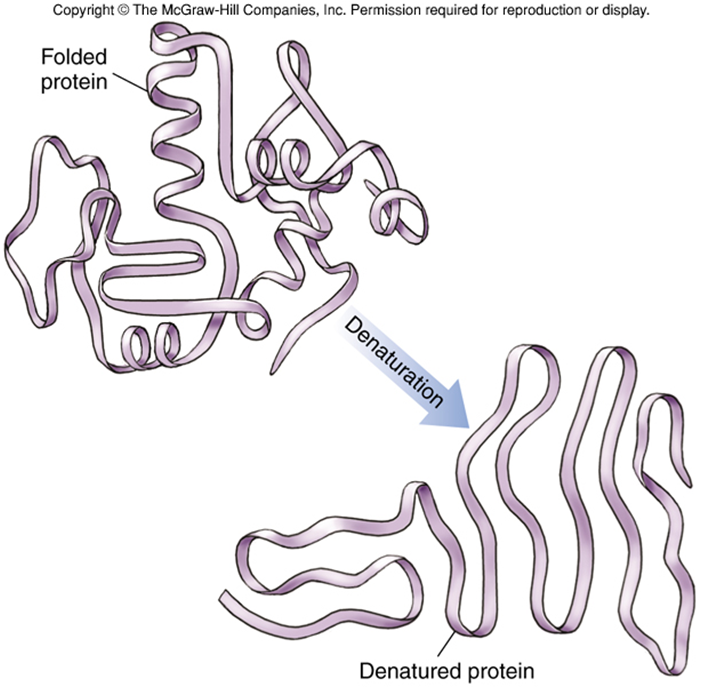 Copyright © The McGraw-Hill Companies, Inc. Permission required for reproduction or display.
Folded
protein
Denaturation
Denatured protein